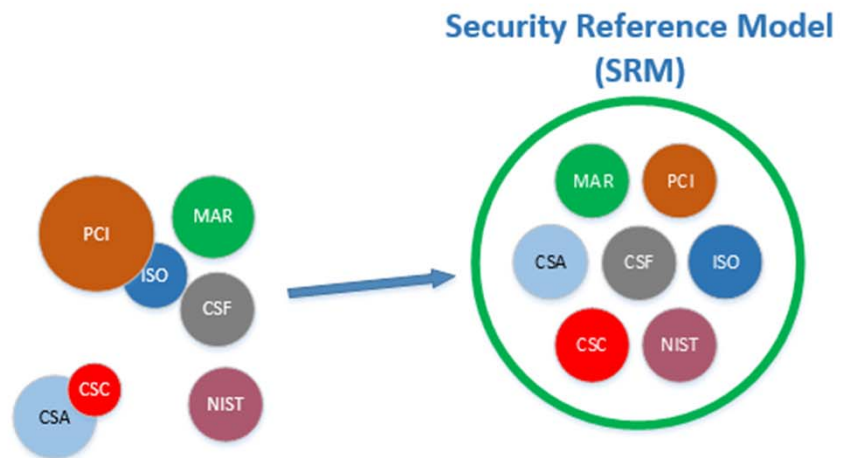 Security Reference Model
(SRM)
PCI
MAR
ISO
CSF
CSC
CSA
NIST
MAR
PCI
CSA
CSF
ISO
CSC
NIST